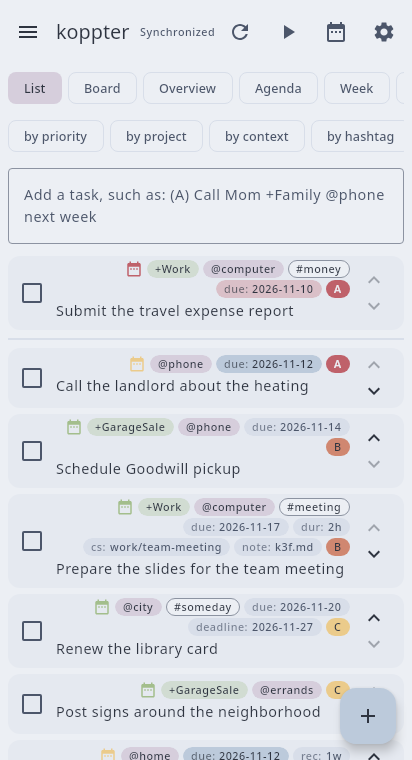 koppter Synchronized
List Board Overview Agenda Week
by priority by project by context by hashtag
Add a task, such as: (A) Call Mom +Family @phone
next week
+Work @computer #money
due: 2026-11-10 A
Submit the travel expense report
@phone due: 2026-11-12 A
Call the landlord about the heating
+GarageSale @phone due: 2026-11-14
B
Schedule Goodwill pickup
+Work @computer #meeting
due: 2026-11-17 dur: 2h
cs: work/team-meeting note: k3f.md B
Prepare the slides for the team meeting
@city #someday due: 2026-11-20
deadline: 2026-11-27 C
Renew the library card
+GarageSale @errands C
Post signs around the neighborhood
@home due: 2026-11-12 rec: 1w